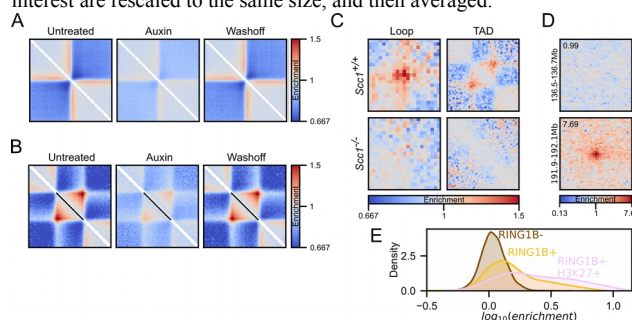 interest are rescaled to the same size, and then averaged.
A
Untreated
Auxin
Washoff
1.5
1
0.667
Enrichment
B
Untreated
Auxin
Washoff
1.5
1
0.667
Enrichment
C
Loop
TAD
Scc1+/+
Scc1-/-
Enrichment
0.667
1
1.5
D
0.99
136.5-136.7Mb
7.69
191.9-192.1Mb
Enrichment
0.13
1
E
RING1B-
RING1B+
RING1B+
H3K27+
Density
2.5
0.0
−0.5
0.0
0.5
1.0
log10(enrichment)